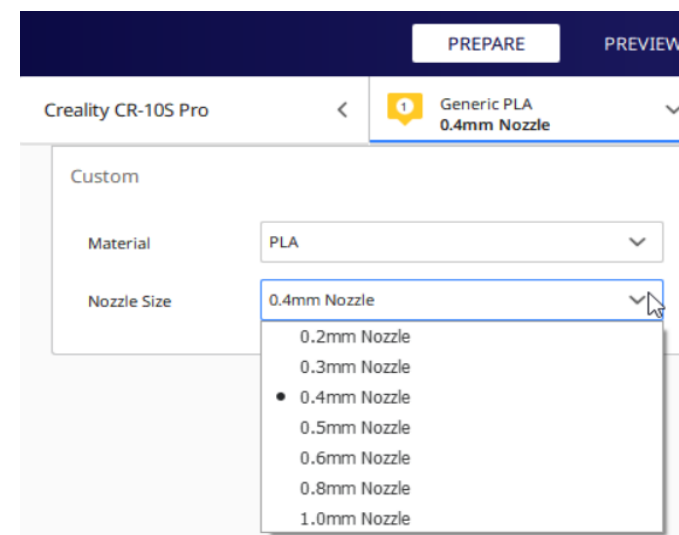 PREPARE
PREVIEW
Creality CR-10S Pro
1
Generic PLA
0.4mm Nozzle
Custom
Material
PLA
Nozzle Size
0.4mm Nozzle
0.2mm Nozzle
0.3mm Nozzle
0.4mm Nozzle
0.5mm Nozzle
0.6mm Nozzle
0.8mm Nozzle
1.0mm Nozzle